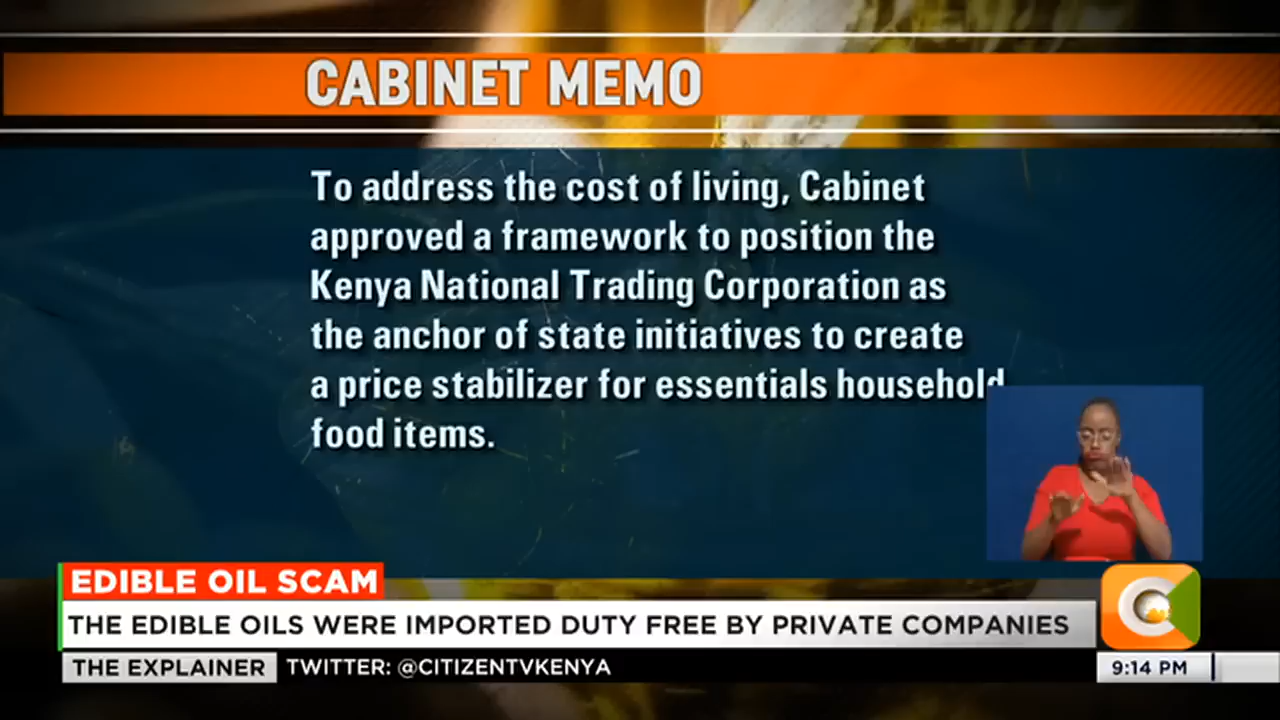 CABINET MEMO
To address the cost of living, Cabinet
approved a framework to position the
Kenya National Trading Corporation as
the anchor of state initiatives to create
a price stabilizer for essentials household
food items.
EDIBLE OIL SCAM
THE EDIBLE OILS WERE IMPORTED DUTY FREE BY PRIVATE COMPANIES
THE EXPLAINER TWITTER: @CITIZENTVKENYA
9:14 PM